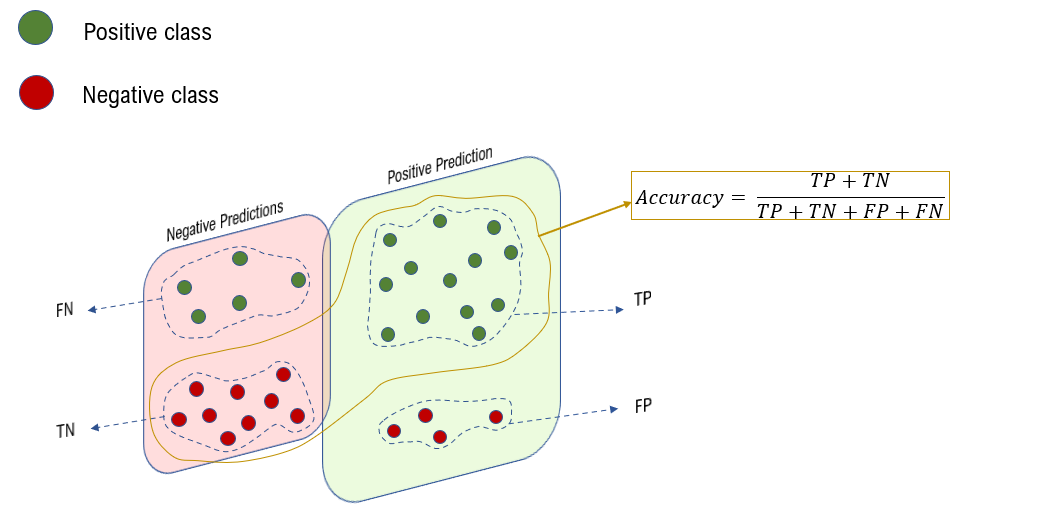 Positive class
Negative class
Positive Prediction
Negative Predictions
Accuracy = TP + TN / TP + TN + FP + FN
FN
TP
TN
FP